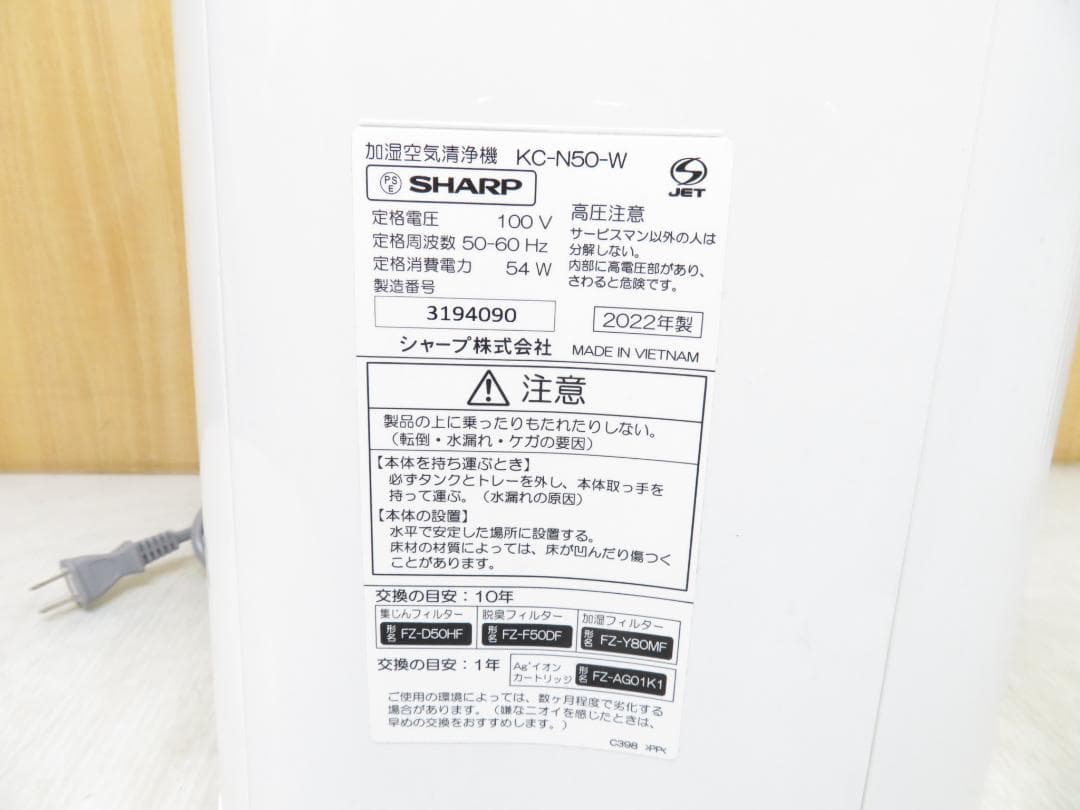 加湿空気清浄機 KC-N50-W
PS
E
SHARP
JET
定格電圧 100 V
定格周波数 50-60 Hz
定格消費電力 54 W
製造番号
3194090
シャープ株式会社
高圧注意
サービスマン以外の人は
分解しない。
内部に高電圧部があり、
さわると危険です。
2022年製
MADE IN VIETNAM
注意
製品の上に乗ったりもたれたりしない。
（転倒・水漏れ・ケガの要因）
【本体を持ち運ぶとき】
必ずタンクとトレーを外し、本体取っ手を
持って運ぶ。（水漏れの原因）
【本体の設置】
水平で安定した場所に設置する。
床材の材質によっては、床が凹んだり傷つく
ことがあります。
交換の目安：10年
集じんフィルター
形名 FZ-D50HF
脱臭フィルター
形名 FZ-F50DF
加湿フィルター
形名 FZ-Y80MF
交換の目安：1年
Ag⁺イオン
カートリッジ
形名 FZ-AG01K1
ご使用の環境によっては、数ヶ月程度で劣化する
場合があります。（嫌なニオイを感じたときは、
早めの交換をおすすめします。）
C398 >PP<